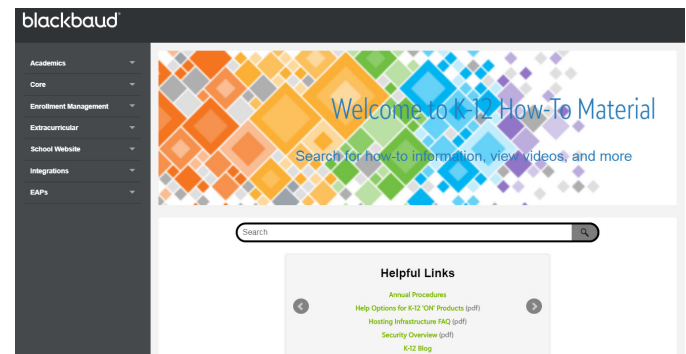 blackbaud
Academics
Core
Enrollment Management
Extracurricular
School Website
Integrations
EAPs
Welcome to K-12 How-To Material
Search for how-to information, view videos, and more
Search
Helpful Links
Annual Procedures
Help Options for K-12 'ON' Products (pdf)
Hosting Infrastructure FAQ (pdf)
Security Overview (pdf)
K-12 Blog